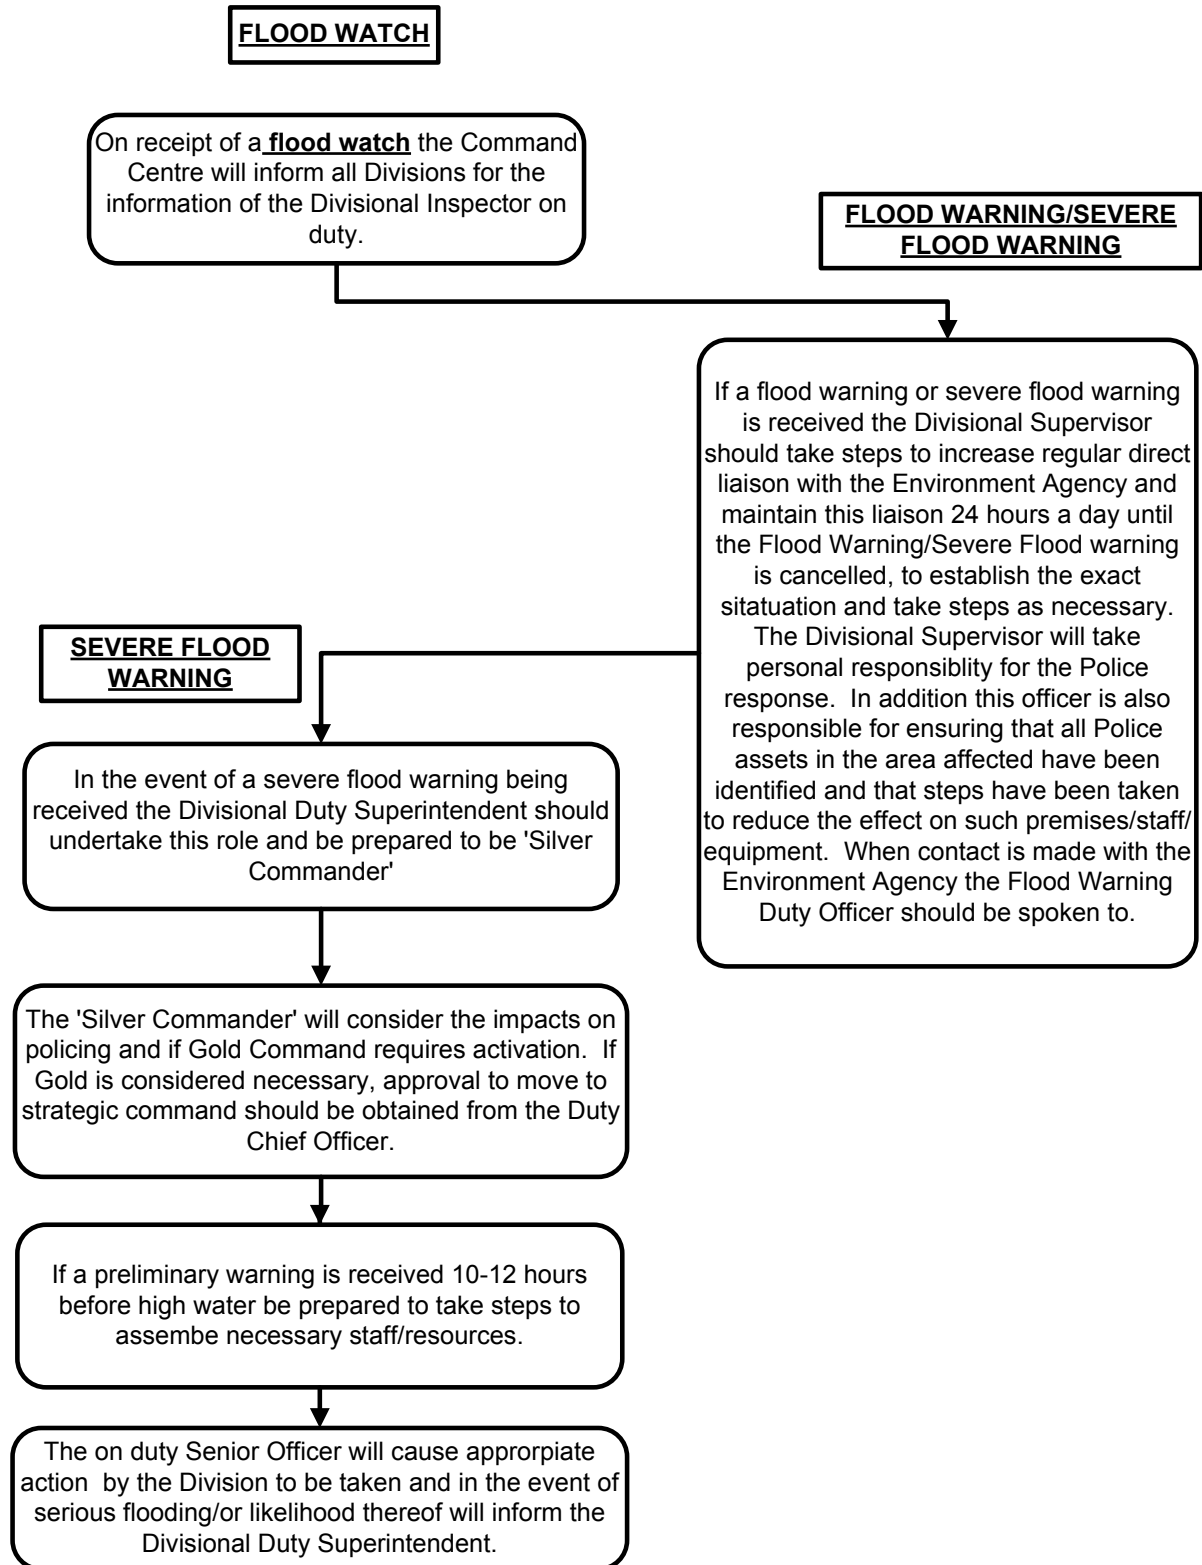 FLOOD WATCH
On receipt of a flood watch the Command
Centre will inform all Divisions for the
information of the Divisional Inspector on
duty.
FLOOD WARNING/SEVERE
FLOOD WARNING
If a flood warning or severe flood warning
is received the Divisional Supervisor
should take steps to increase regular direct
liaison with the Environment Agency and
maintain this liaison 24 hours a day until
the Flood Warning/Severe Flood warning
is cancelled, to establish the exact
sitatuation and take steps as necessary.
The Divisional Supervisor will take
personal responsiblity for the Police
response.  In addition this officer is also
responsible for ensuring that all Police
assets in the area affected have been
identified and that steps have been taken
to reduce the effect on such premises/staff/
equipment.  When contact is made with the
Environment Agency the Flood Warning
Duty Officer should be spoken to.
SEVERE FLOOD
WARNING
In the event of a severe flood warning being
received the Divisional Duty Superintendent should
undertake this role and be prepared to be 'Silver
Commander'
The 'Silver Commander' will consider the impacts on
policing and if Gold Command requires activation.  If
Gold is considered necessary, approval to move to
strategic command should be obtained from the Duty
Chief Officer.
If a preliminary warning is received 10-12 hours
before high water be prepared to take steps to
assembe necessary staff/resources.
The on duty Senior Officer will cause approrpiate
action  by the Division to be taken and in the event of
serious flooding/or likelihood thereof will inform the
Divisional Duty Superintendent.